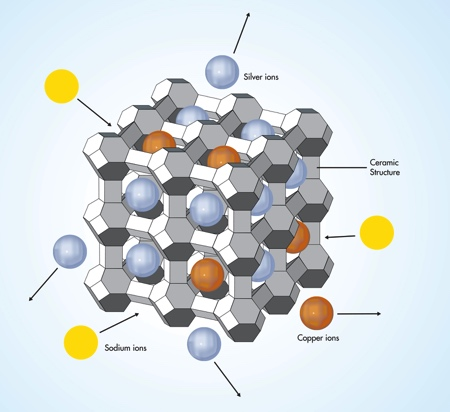 Silver ions
Ceramic
Structure
Sodium ions
Copper ions